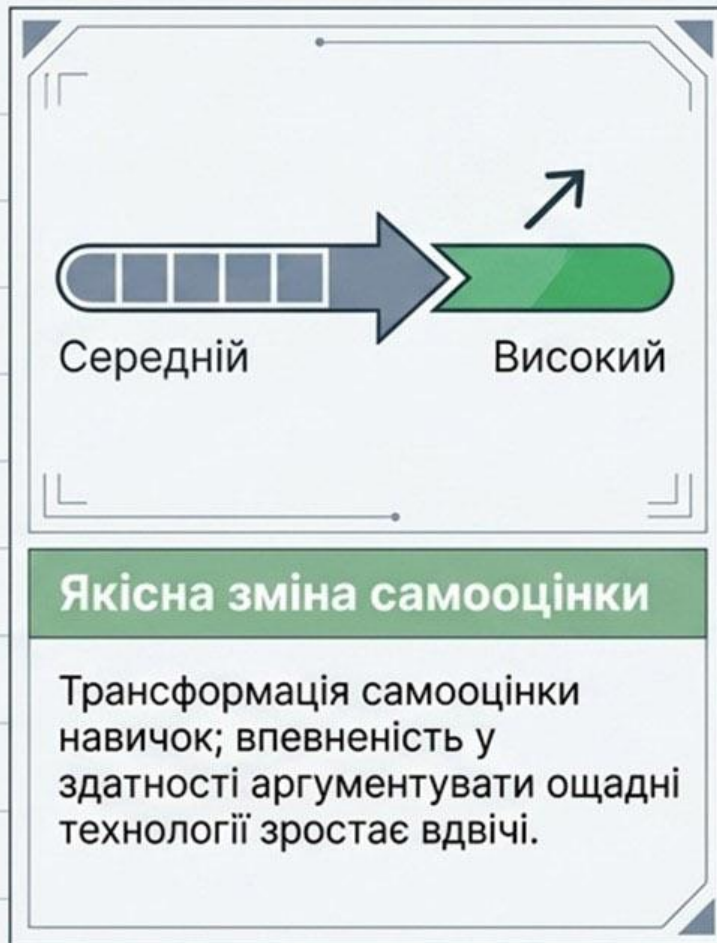 Середній
Високий
Якісна зміна самооцінки
Трансформація самооцінки
навичок; впевненість у
здатності аргументувати ощадні
технології зростає вдвічі.